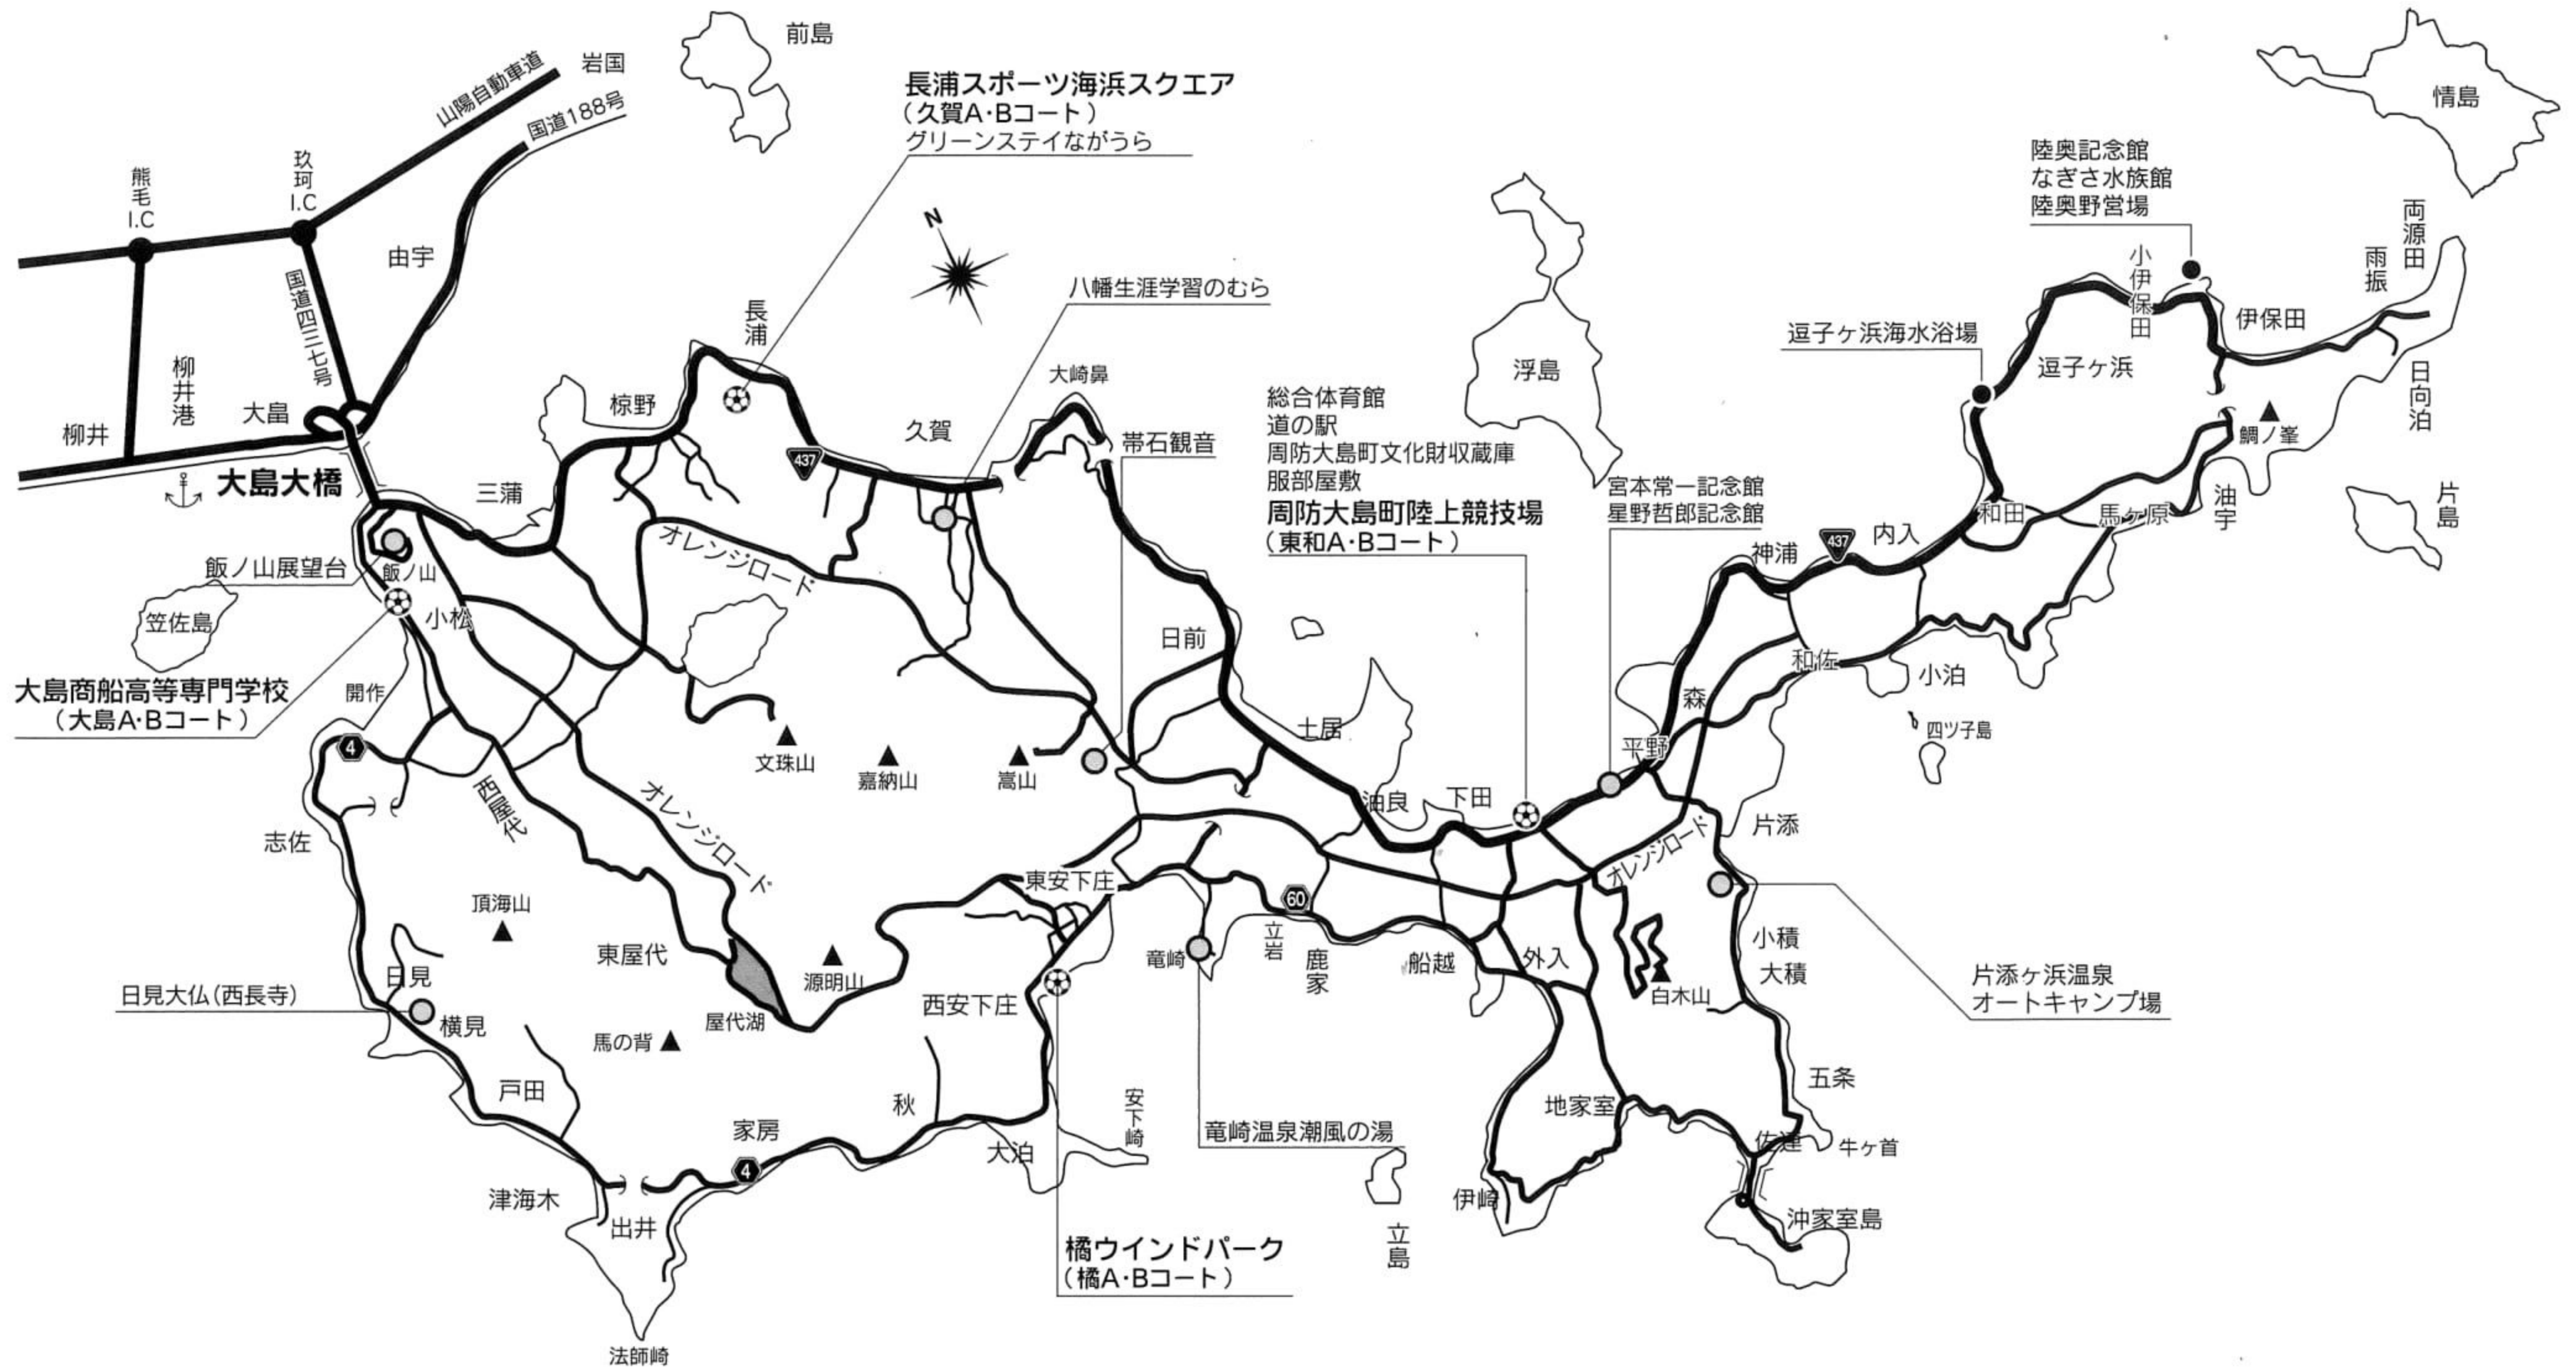 前島
岩国
山陽自動車道
国道188号
長浦スポーツ海浜スクエア
（久賀A・Bコート）
グリーンステイながうら
情島
陸奥記念館
なぎさ水族館
陸奥野営場
熊毛
I.C
玖珂
I.C
由宇
国道四三七号
N
八幡生涯学習のむら
両源田
雨振
小伊保田
伊保田
長浦
逗子ヶ浜海水浴場
逗子ヶ浜
日向泊
鯛ノ峯
柳井港
柳井
大畠
大島大橋
椋野
437
久賀
大崎鼻
帯石観音
浮島
総合体育館
道の駅
周防大島町文化財収蔵庫
服部屋敷
周防大島町陸上競技場
（東和A・Bコート）
宮本常一記念館
星野哲郎記念館
三蒲
オレンジロード
437
内入
神浦
和田
馬ヶ原
油宇
片島
飯ノ山展望台
飯ノ山
笠佐島
小松
日前
和佐
小泊
四ツ子島
大島商船高等専門学校
（大島A・Bコート）
開作
4
森
土居
平野
文珠山
嘉納山
嵩山
西屋代
オレンジロード
志佐
油良
下田
オレンジロード
片添
頂海山
東安下庄
60
立岩
鹿家
竜崎
船越
外入
白木山
小積
大積
片添ヶ浜温泉
オートキャンプ場
東屋代
源明山
日見
日見大仏（西長寺）
横見
屋代湖
馬の背
西安下庄
戸田
秋
家房
4
大泊
安下崎
竜崎温泉潮風の湯
地家室
五条
佐連
牛ヶ首
津海木
出井
伊崎
沖家室島
立島
橘ウインドパーク
（橘A・Bコート）
法師崎